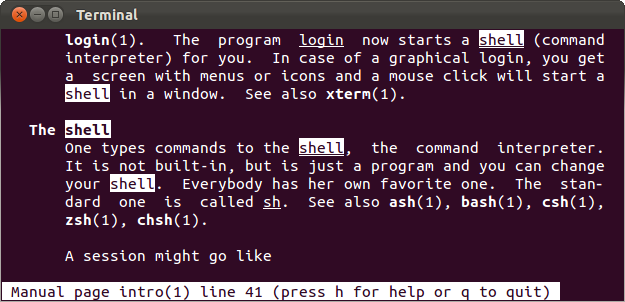 Terminal
login(1). The program login now starts a shell (command
interpreter) for you. In case of a graphical login, you get
a screen with menus or icons and a mouse click will start a
shell in a window. See also xterm(1).
The shell
One types commands to the shell, the command interpreter.
It is not built-in, but is just a program and you can change
your shell. Everybody has her own favorite one. The stan-
dard one is called sh. See also ash(1), bash(1), csh(1),
zsh(1), chsh(1).
A session might go like
Manual page intro(1) line 41 (press h for help or q to quit)